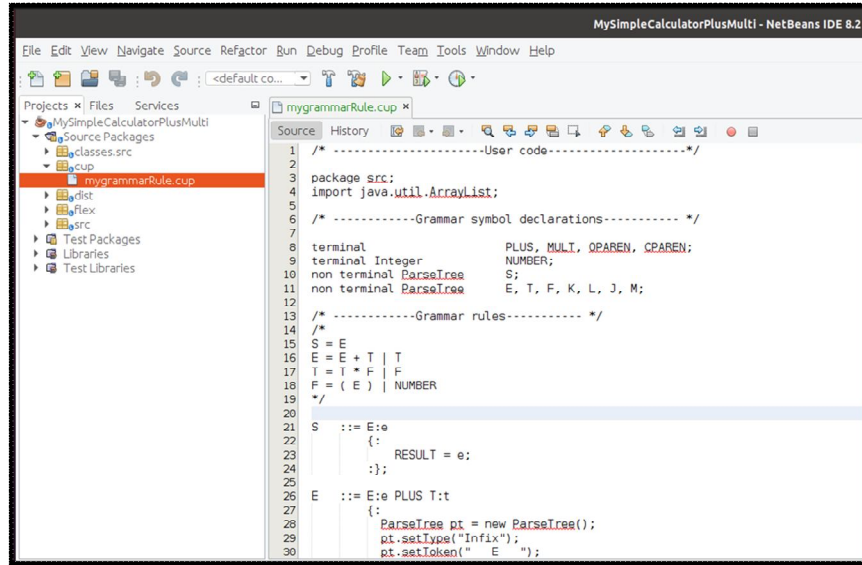 MySimpleCalculatorPlusMulti - NetBeans IDE 8.2
File Edit View Navigate Source Refactor Run Debug Profile Team Tools Window Help
<default co...
Projects × Files Services
mygrammarRule.cup ×
MySimpleCalculatorPlusMulti
Source Packages
classes.src
cup
mygrammarRule.cup
dist
flex
src
Test Packages
Libraries
Test Libraries
Source History
1 /* ----------------------User code--------------------*/
2
3 package src;
4 import java.util.ArrayList;
5
6 /* ------------Grammar symbol declarations----------- */
7
8 terminal PLUS, MULT, OPAREN, CPAREN;
9 terminal Integer NUMBER;
10 non terminal ParseTree S;
11 non terminal ParseTree E, T, F, K, L, J, M;
12
13 /* ------------Grammar rules----------- */
14 /*
15 S = E
16 E = E + T | T
17 T = T * F | F
18 F = ( E ) | NUMBER
19 */
20
21 S ::= E:e
22 {:
23 RESULT = e;
24 :};
25
26 E ::= E:e PLUS T:t
27 {:
28 ParseTree pt = new ParseTree();
29 pt.setType("Infix");
30 pt.setToken(" E ");